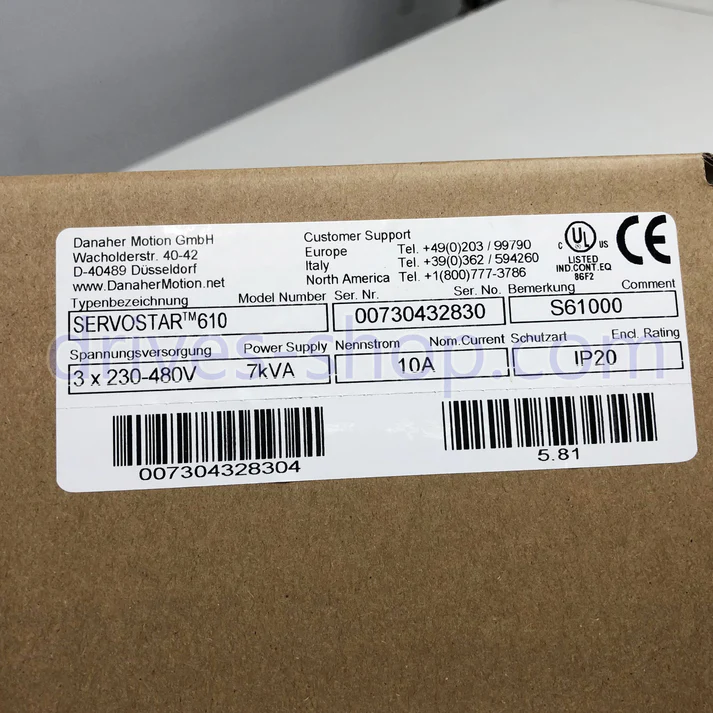 Danaher Motion GmbH
Wacholderstr. 40-42
D-40489 Düsseldorf
www.DanaherMotion.net
Customer Support
Europe Tel. +49(0)203 / 99790
Italy Tel. +39(0)362 / 594260
North America Tel. +1(800)777-3786
C UL US
LISTED
IND.CONT.EQ
86F2
CE
Typenbezeichnung Model Number Ser. Nr. Ser. No. Bemerkung Comment
SERVOSTAR™610 00730432830 S61000
Spannungsversorgung Power Supply Nennstrom Nom.Current Schutzart Encl. Rating
3 x 230-480V 7kVA 10A IP20
007304328304 5.81
drives-shop.com